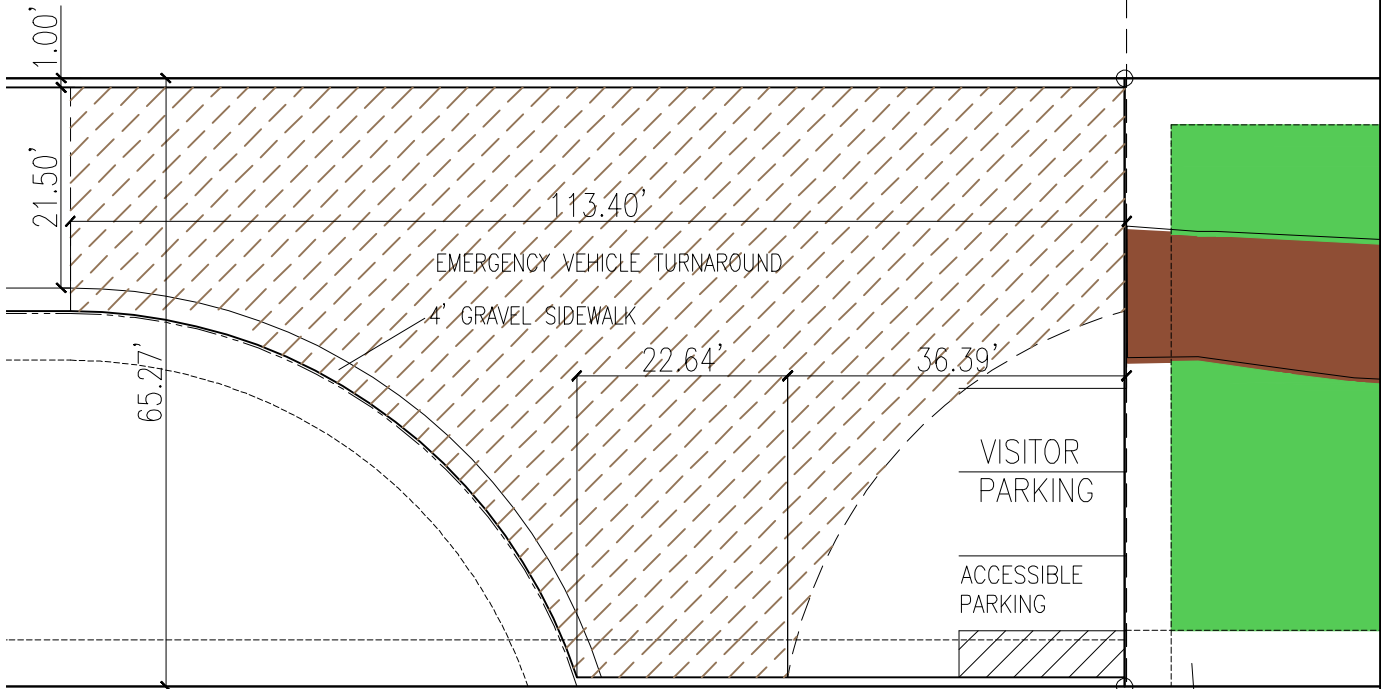 1.00'
21.50'
113.40'
EMERGENCY VEHICLE TURNAROUND
4' GRAVEL SIDEWALK
65.27'
22.64'
36.39'
VISITOR
PARKING
ACCESSIBLE
PARKING